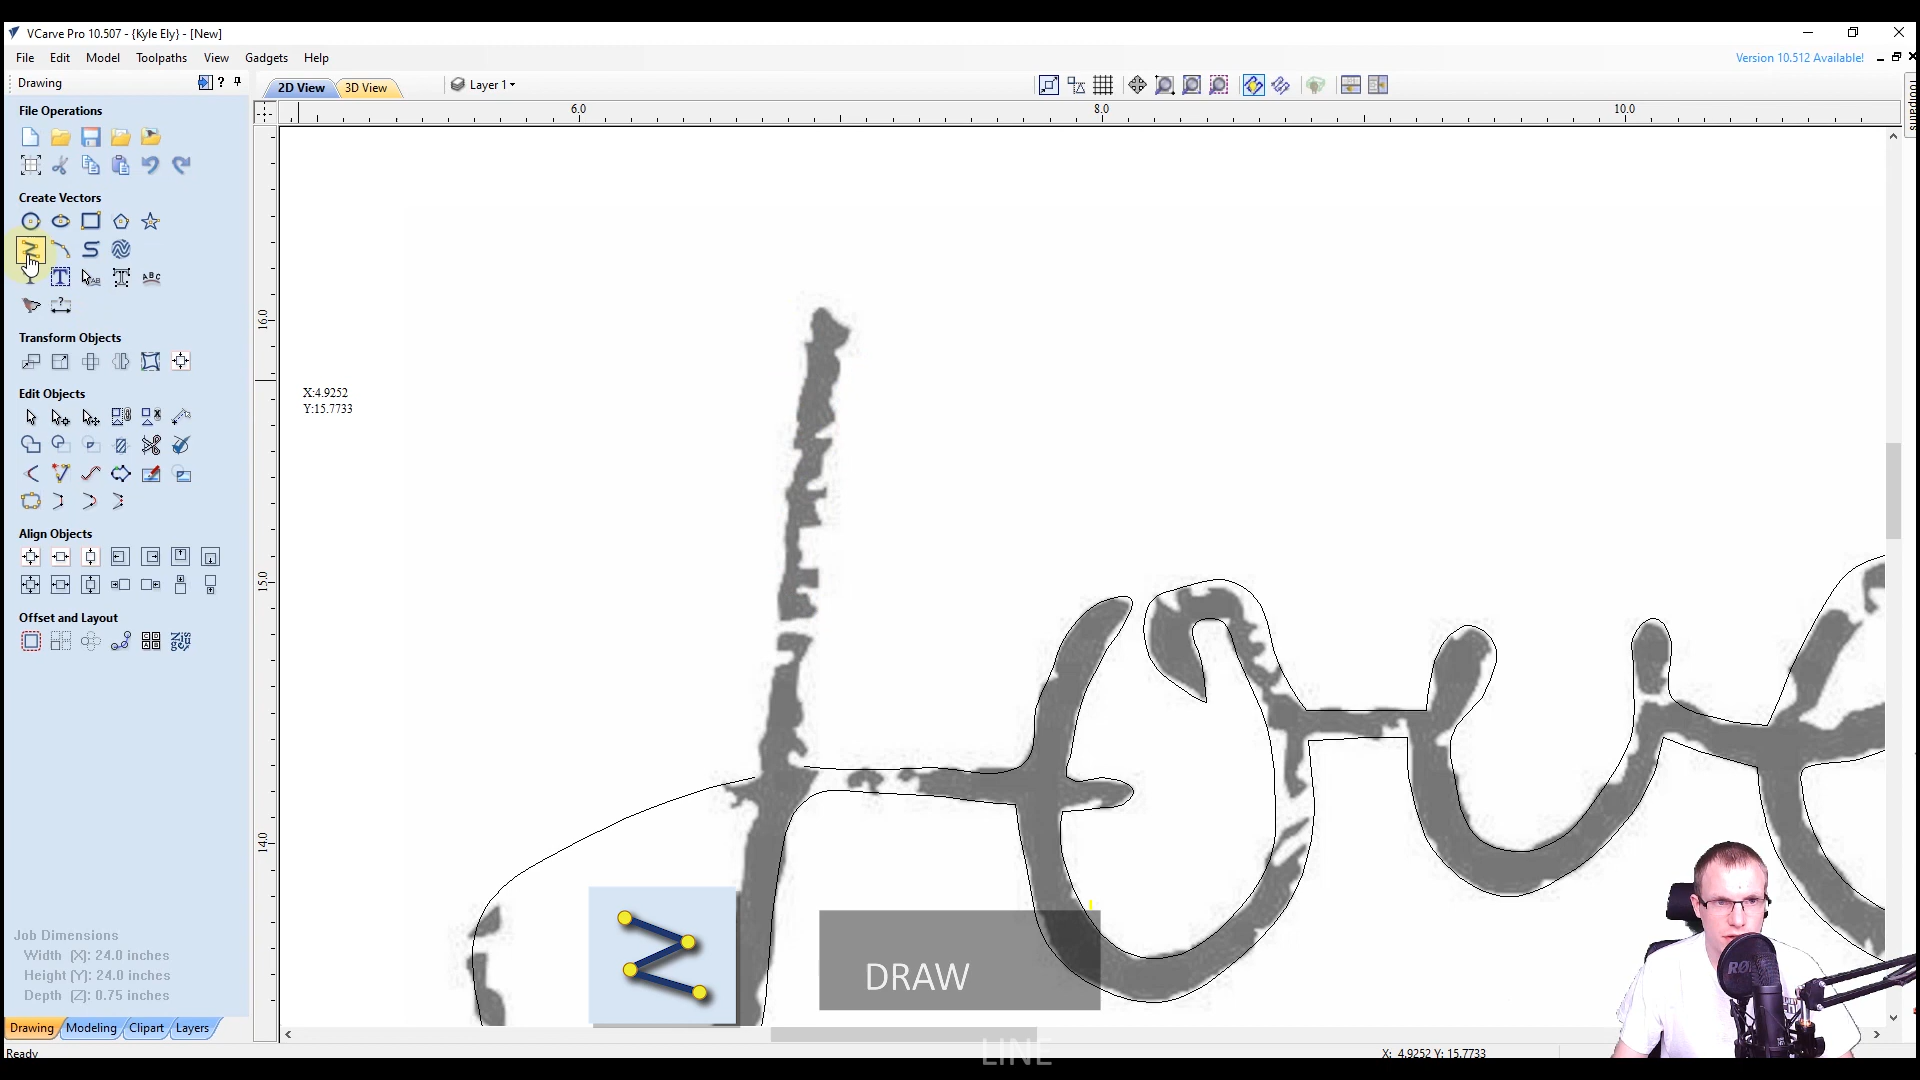 VCarve Pro 10.507 - {Kyle Ely} - [New]
File Edit Model Toolpaths View Gadgets Help
Version 10.512 Available!
Drawing ?
2D View 3D View Layer 1
File Operations
6.0 8.0 10.0
Toolpaths
Create Vectors
T T ABC
16.0
Transform Objects
X:4.9252
Y:15.7733
Edit Objects
Align Objects
15.0
Offset and Layout
14.0
RØDE
Job Dimensions
Width (X): 24.0 inches
Height (Y): 24.0 inches
Depth (Z): 0.75 inches
DRAW
LINE
Drawing Modeling Clipart Layers
Ready
X: 4.9252 Y: 15.7733